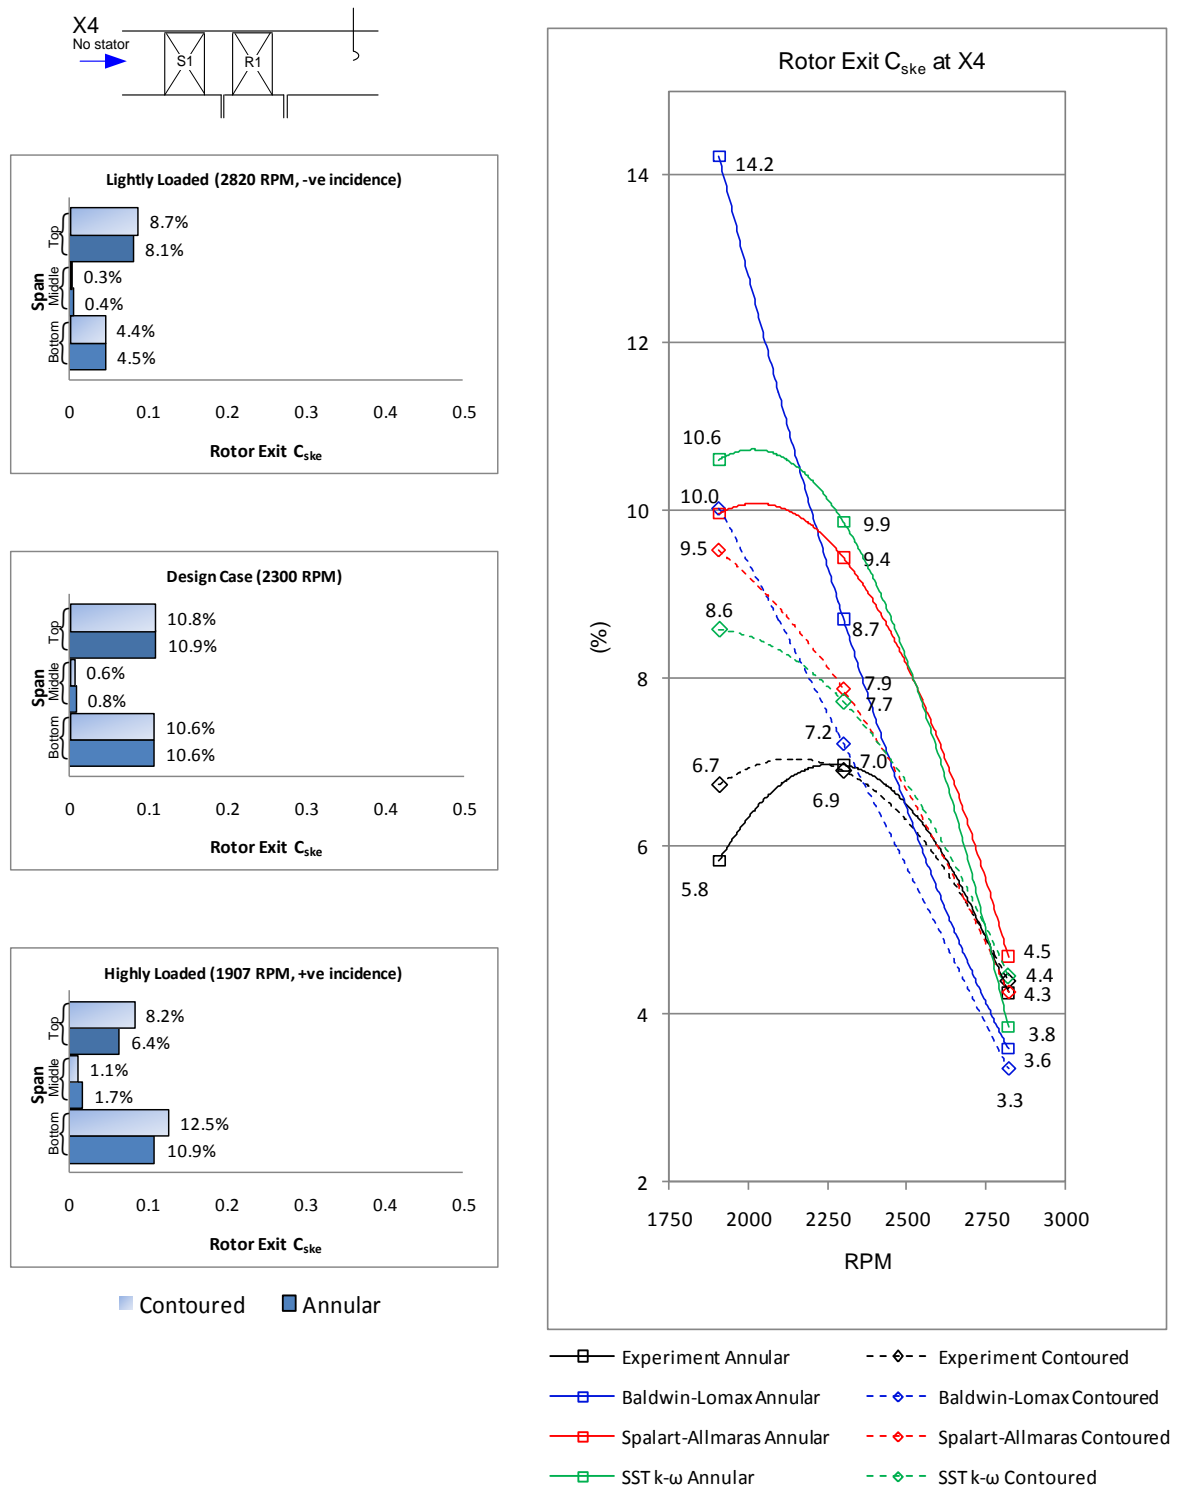 X4
No stator
S1
R1
Lightly Loaded (2820 RPM, -ve incidence)
Span
Top
Middle
Bottom
8.7%
8.1%
0.3%
0.4%
4.4%
4.5%
0 0.1 0.2 0.3 0.4 0.5
Rotor Exit Cske
Design Case (2300 RPM)
Span
Top
Middle
Bottom
10.8%
10.9%
0.6%
0.8%
10.6%
10.6%
0 0.1 0.2 0.3 0.4 0.5
Rotor Exit Cske
Highly Loaded (1907 RPM, +ve incidence)
Span
Top
Middle
Bottom
8.2%
6.4%
1.1%
1.7%
12.5%
10.9%
0 0.1 0.2 0.3 0.4 0.5
Rotor Exit Cske
Contoured Annular
Rotor Exit Cske at X4
(%)
14
12
10
8
6
4
2
14.2
10.6
10.0
9.5
8.6
9.9
9.4
8.7
7.9
7.7
7.2
7.0
6.9
6.7
5.8
4.5
4.4
4.3
3.8
3.6
3.3
1750 2000 2250 2500 2750 3000
RPM
Experiment Annular Experiment Contoured
Baldwin-Lomax Annular Baldwin-Lomax Contoured
Spalart-Allmaras Annular Spalart-Allmaras Contoured
SST k-ω Annular SST k-ω Contoured